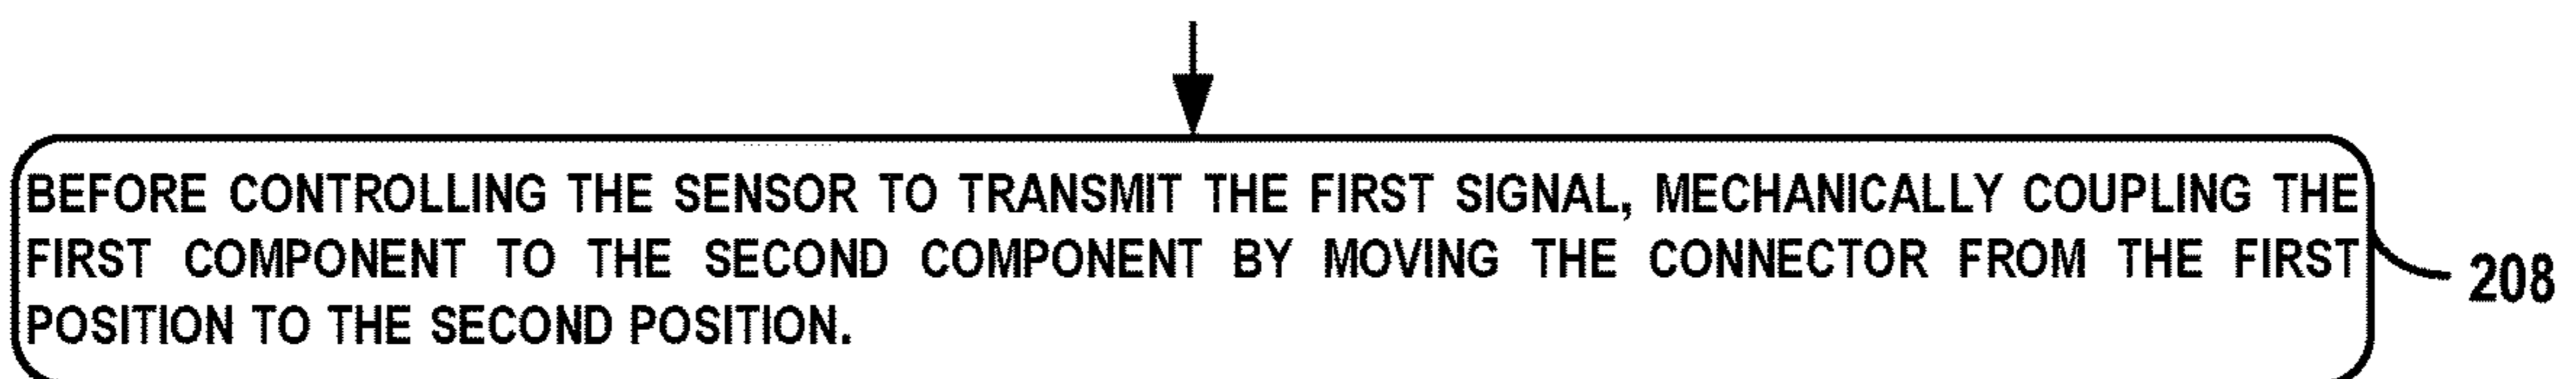 BEFORE CONTROLLING THE SENSOR TO TRANSMIT THE FIRST SIGNAL, MECHANICALLY COUPLING THE
FIRST COMPONENT TO THE SECOND COMPONENT BY MOVING THE CONNECTOR FROM THE FIRST
POSITION TO THE SECOND POSITION.
208